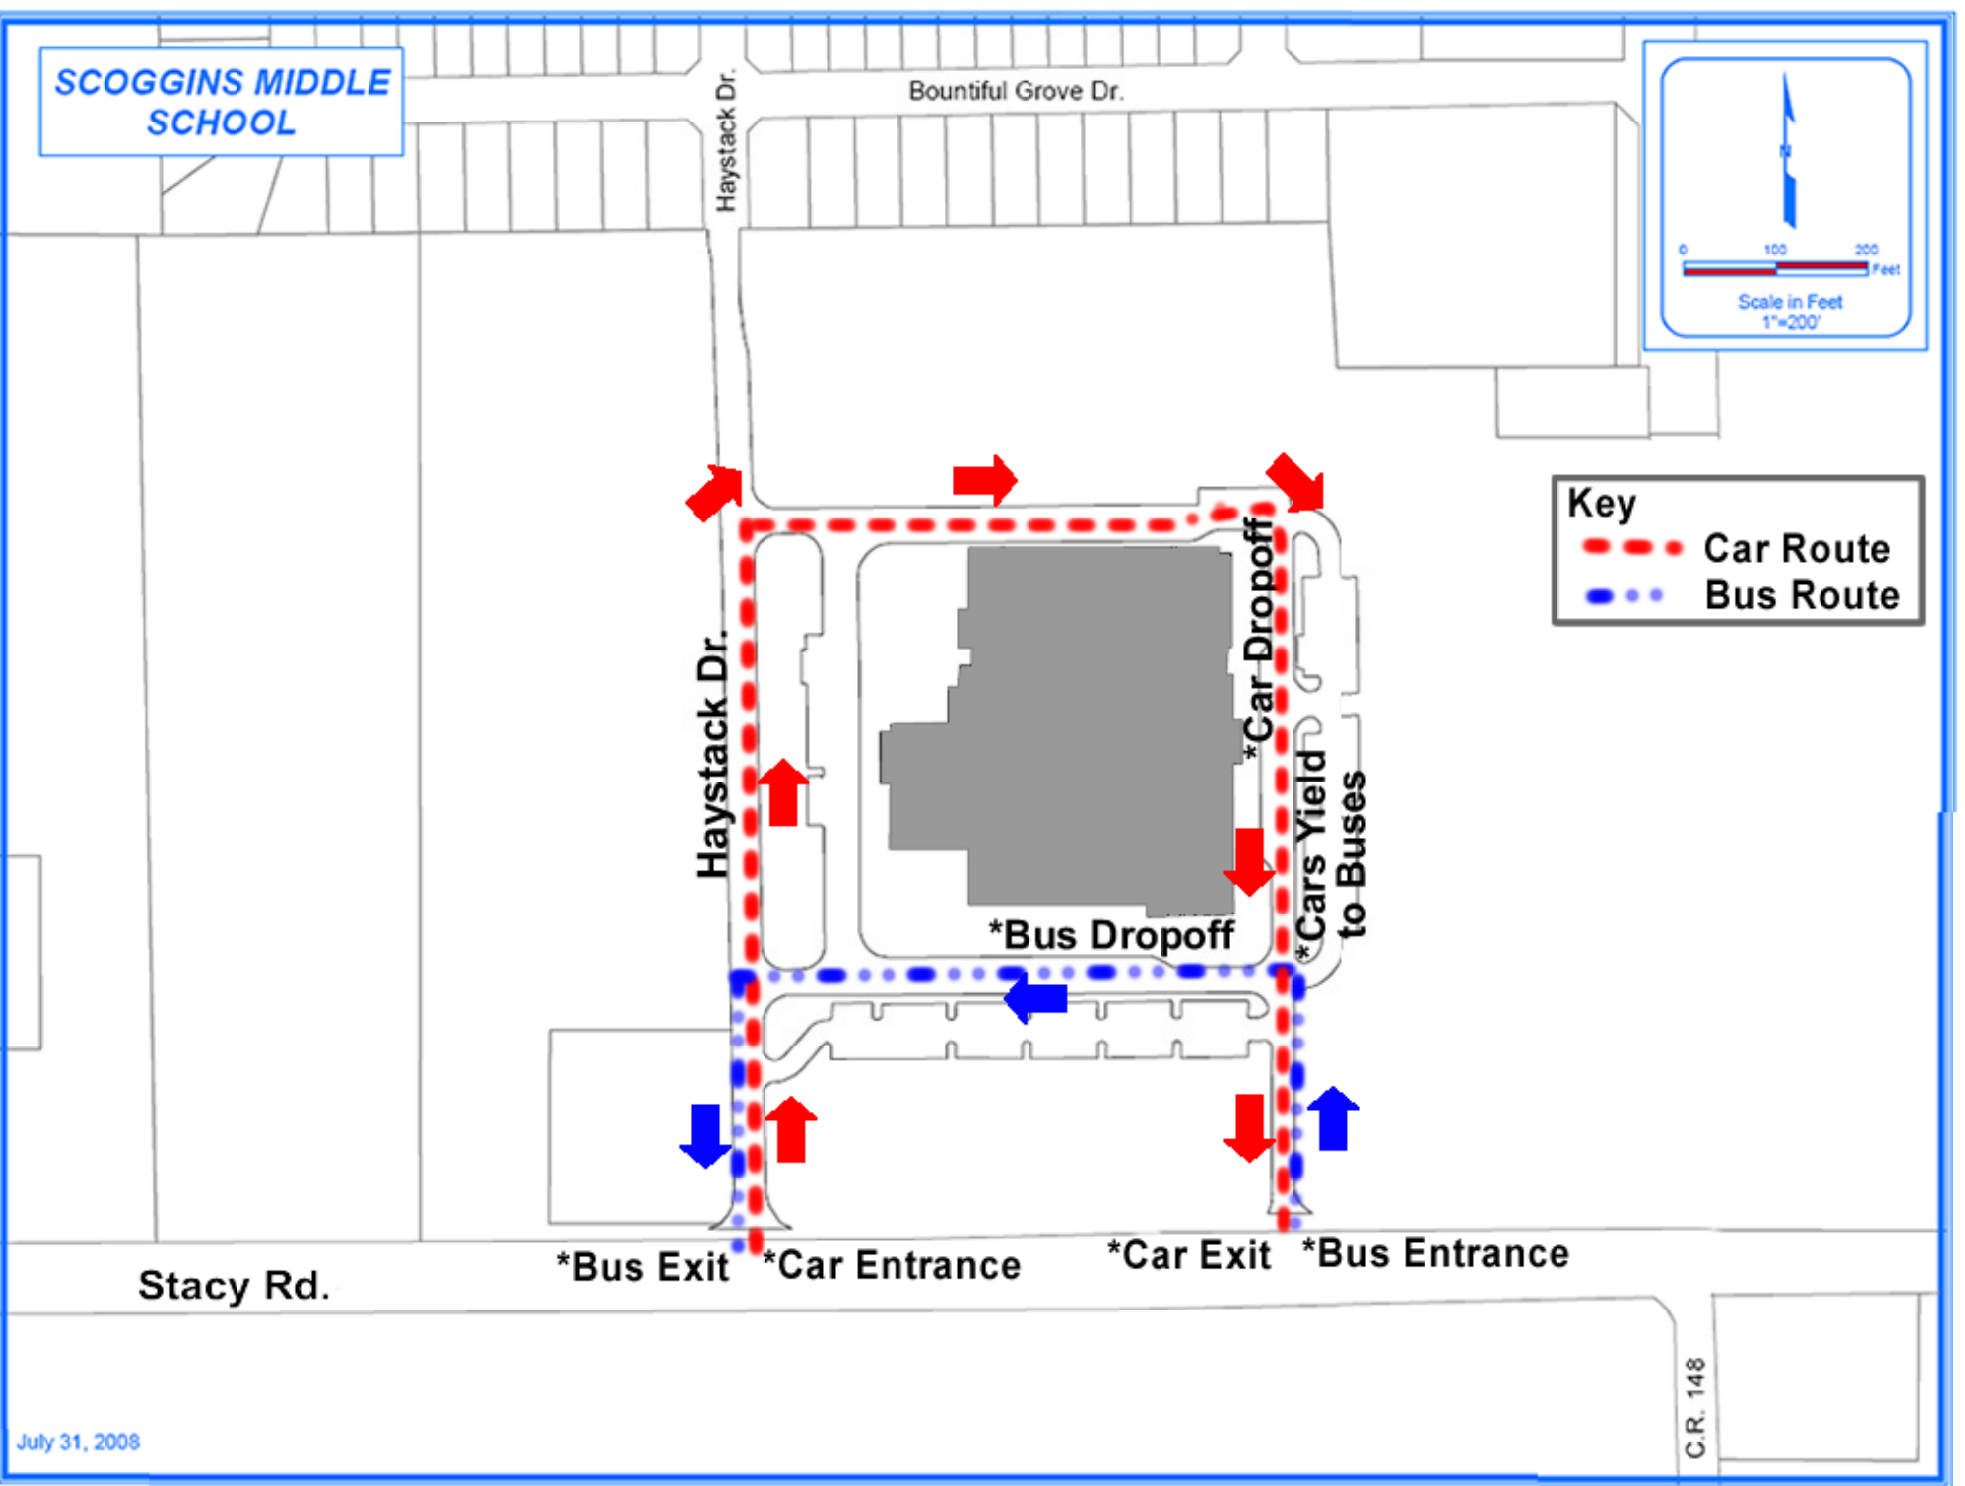 SCOGGINS MIDDLE
SCHOOL
Haystack Dr.
Bountiful Grove Dr.
N
0 100 200
Feet
Scale in Feet
1"=200'
Key
Car Route
Bus Route
Haystack Dr.
*Car Dropoff
*Cars Yield
to Buses
*Bus Dropoff
*Bus Exit
*Car Entrance
*Car Exit
*Bus Entrance
Stacy Rd.
C.R. 148
July 31, 2008